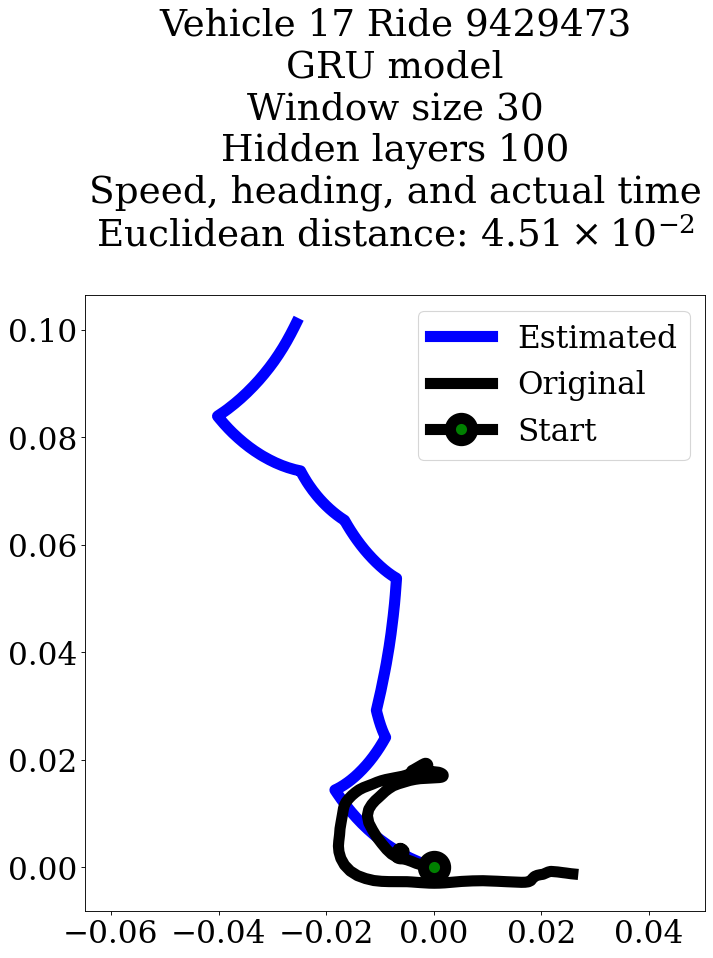 Vehicle 17 Ride 9429473
GRU model
Window size 30
Hidden layers 100
Speed, heading, and actual time
Euclidean distance: 4.51 × 10⁻²
Estimated
Original
Start
0.10
0.08
0.06
0.04
0.02
0.00
−0.06 −0.04 −0.02 0.00 0.02 0.04